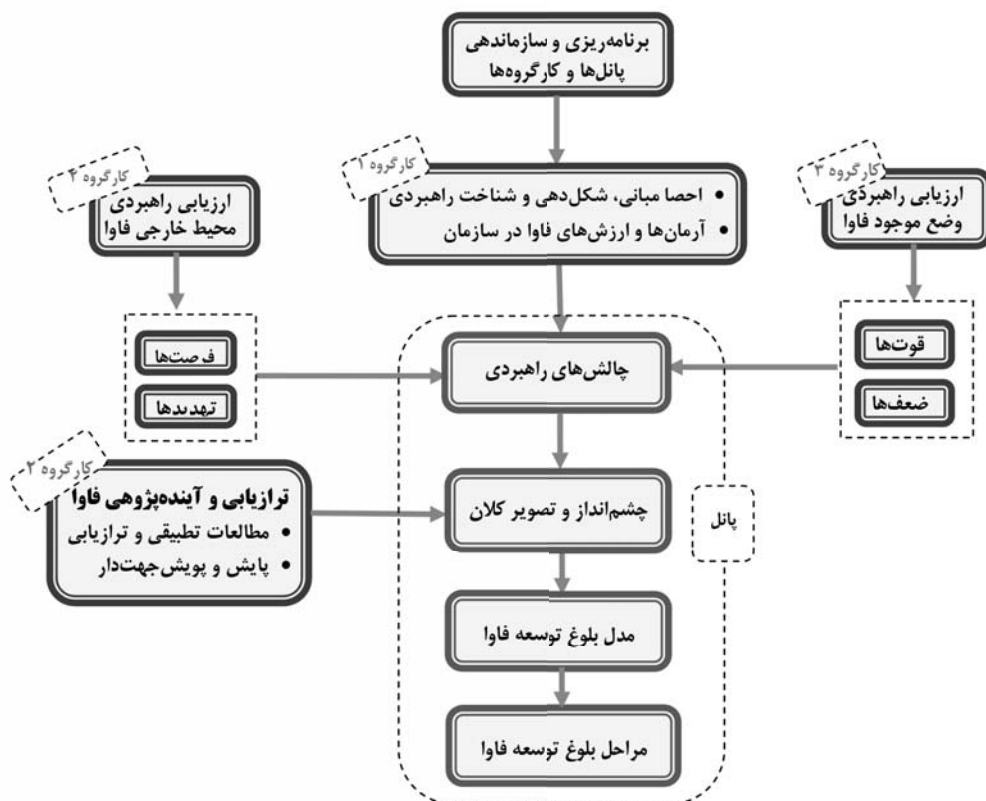 برنامه‌ریزی و سازماندهی
پانل‌ها و کارگروه‌ها
کارگروه ۱
• احصا مبانی، شکل‌دهی و شناخت راهبردی
• آرمان‌ها و ارزش‌های فاوا در سازمان
کارگروه ۳
ارزیابی راهبردی
وضع موجود فاوا
قوت‌ها
ضعف‌ها
کارگروه ۴
ارزیابی راهبردی
محیط خارجی فاوا
فرصت‌ها
تهدیدها
چالش‌های راهبردی
کارگروه ۲
ترازیابی و آینده‌پژوهی فاوا
• مطالعات تطبیقی و ترازیابی
• پایش و پویش‌جهت‌دار
چشم‌انداز و تصویر کلان
پانل
مدل بلوغ توسعه فاوا
مراحل بلوغ توسعه فاوا